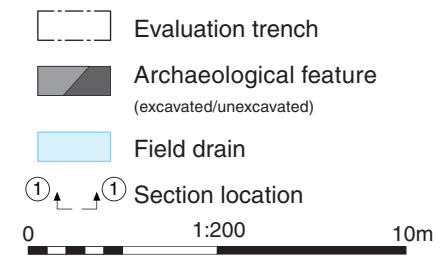 Evaluation trench
Archaeological feature
(excavated/unexcavated)
Field drain
1 1 Section location
0 1:200 10m